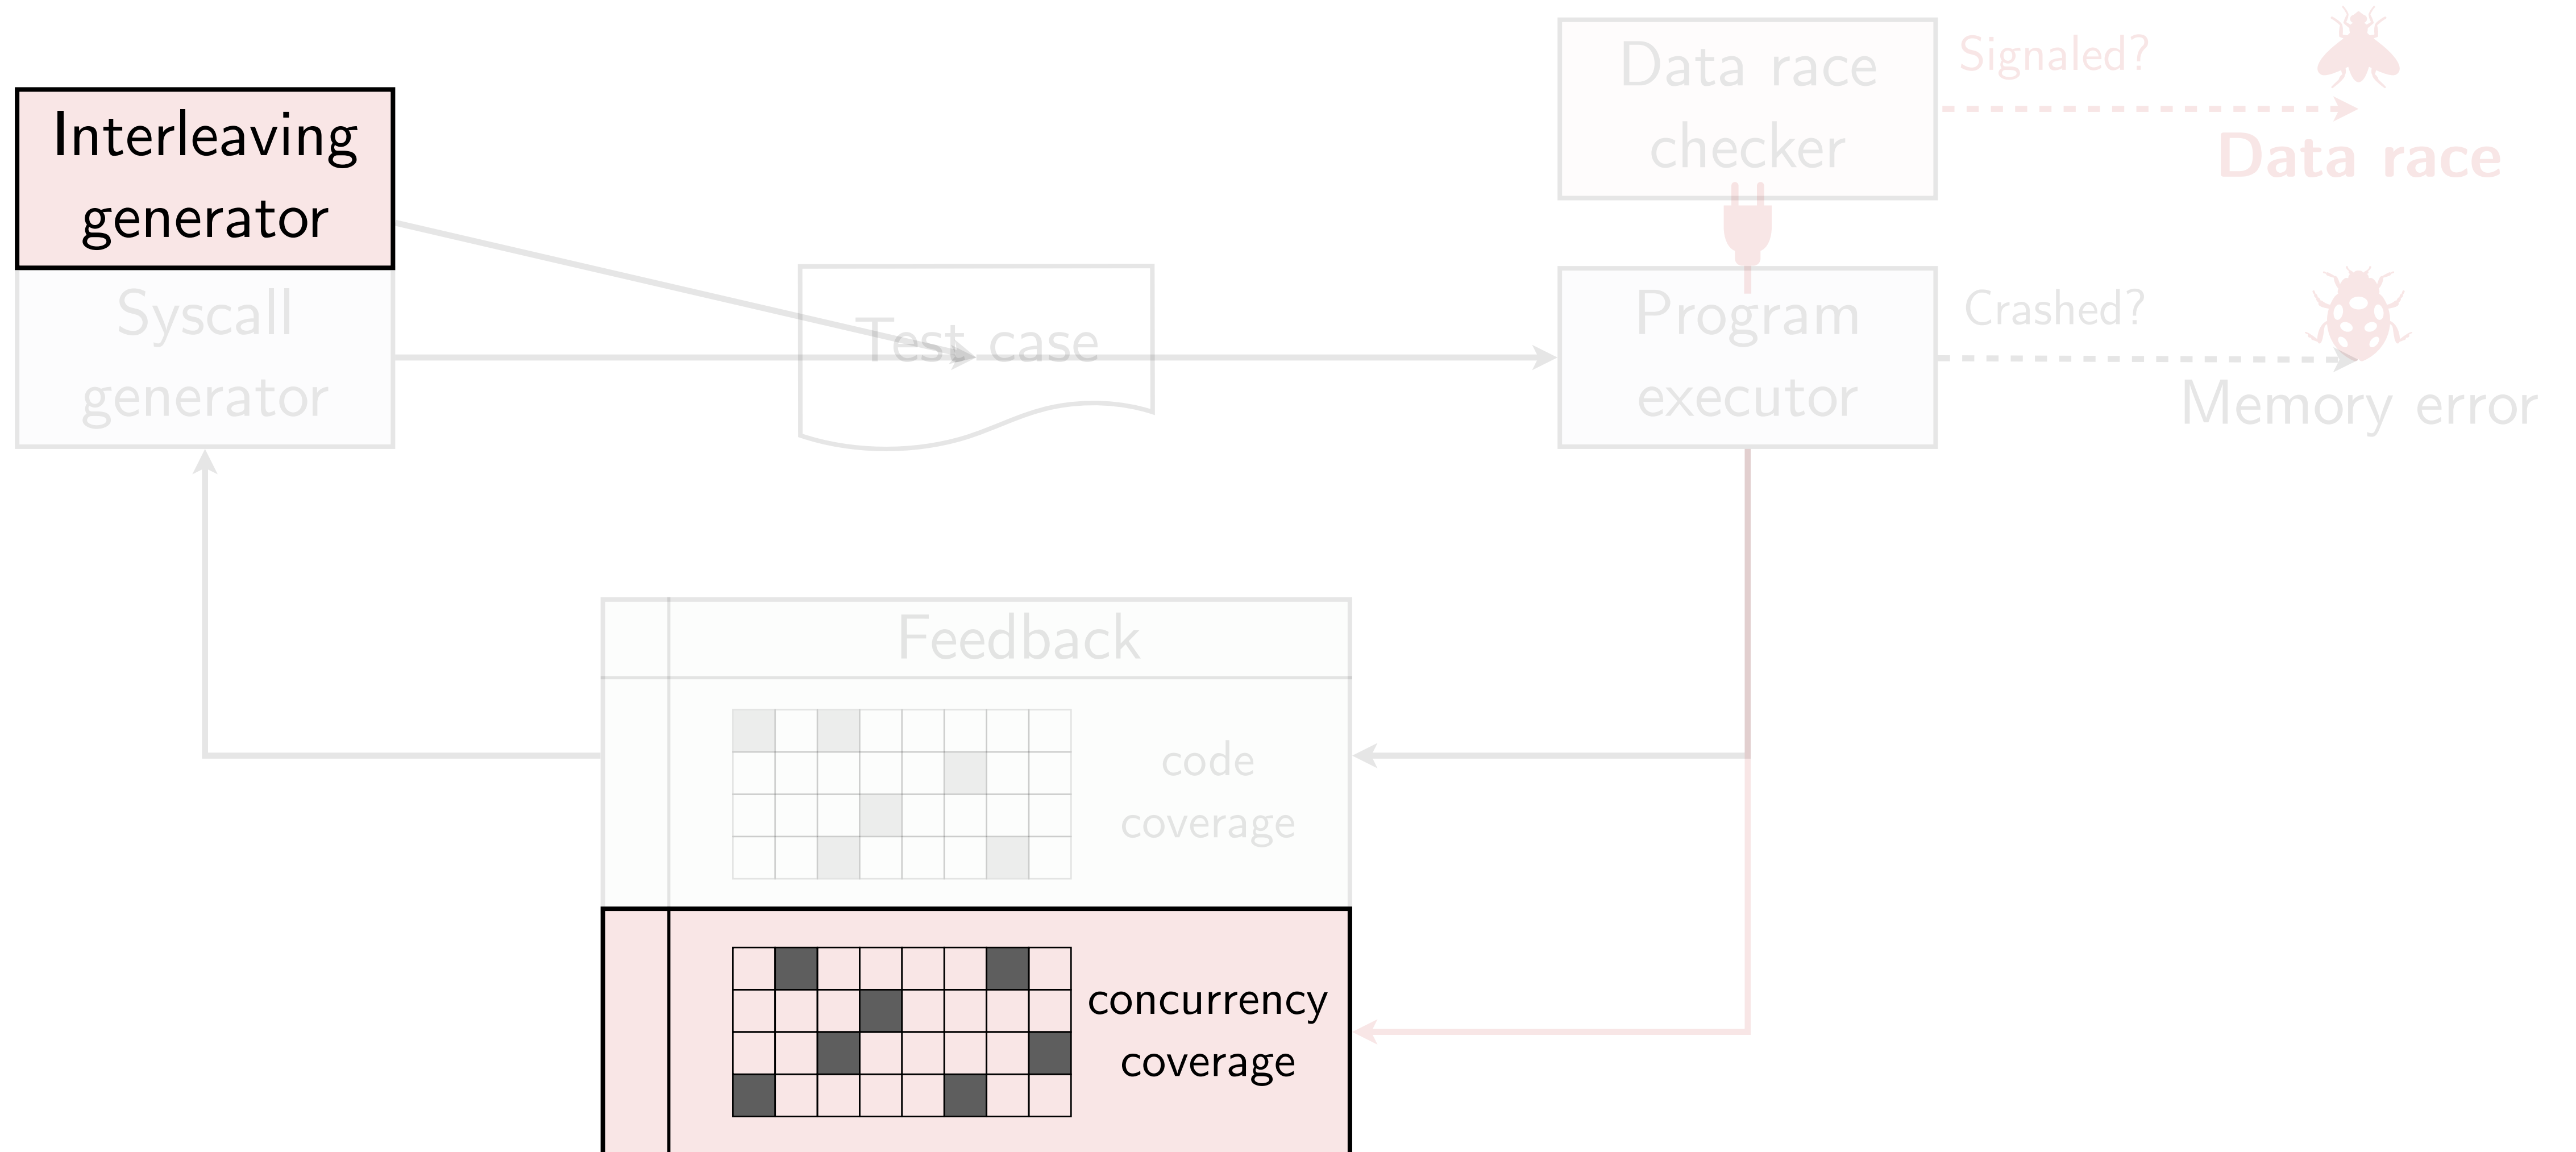 Interleaving
generator
Syscall
generator
Test case
Data race
checker
Program
executor
Signaled?
Data race
Crashed?
Memory error
Feedback
code
coverage
concurrency
coverage